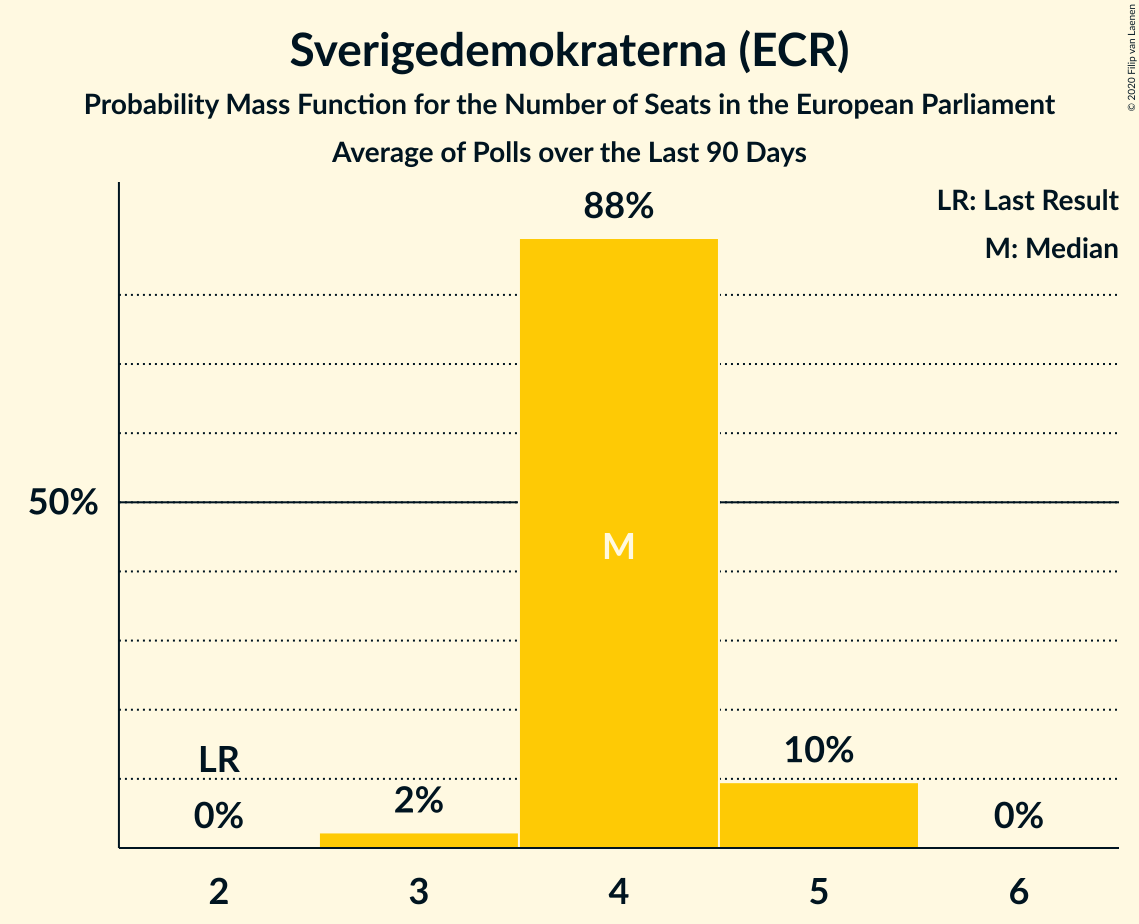 Sverigedemokraterna (ECR)
Probability Mass Function for the Number of Seats in the European Parliament
Average of Polls over the Last 90 Days
© 2020 Filip van Laenen
LR: Last Result
M: Median
88%
50%
M
LR
0%
2%
10%
0%
2 3 4 5 6